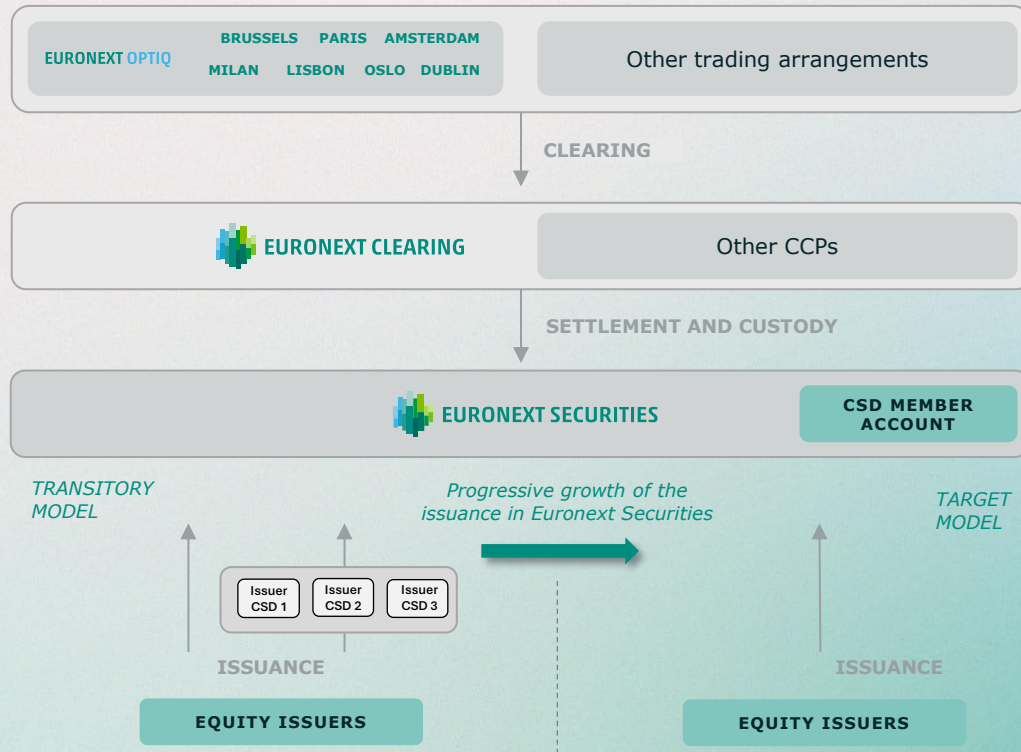 BRUSSELS PARIS AMSTERDAM
EURONEXT OPTIQ
MILAN LISBON OSLO DUBLIN
Other trading arrangements
CLEARING
EURONEXT CLEARING
Other CCPs
SETTLEMENT AND CUSTODY
EURONEXT SECURITIES
CSD MEMBER
ACCOUNT
TRANSITORY
MODEL
Progressive growth of the
issuance in Euronext Securities
TARGET
MODEL
Issuer
CSD 1
Issuer
CSD 2
Issuer
CSD 3
ISSUANCE
ISSUANCE
EQUITY ISSUERS
EQUITY ISSUERS